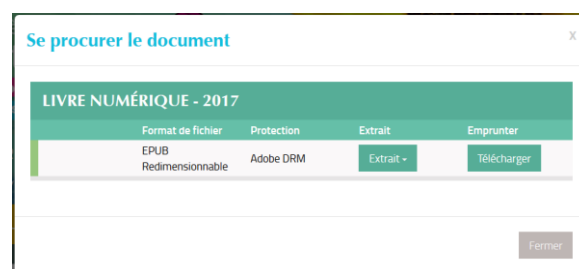 Se procurer le document
x
LIVRE NUMÉRIQUE - 2017
Format de fichier Protection Extrait Emprunter
EPUB
Redimensionnable Adobe DRM Extrait Télécharger
Fermer